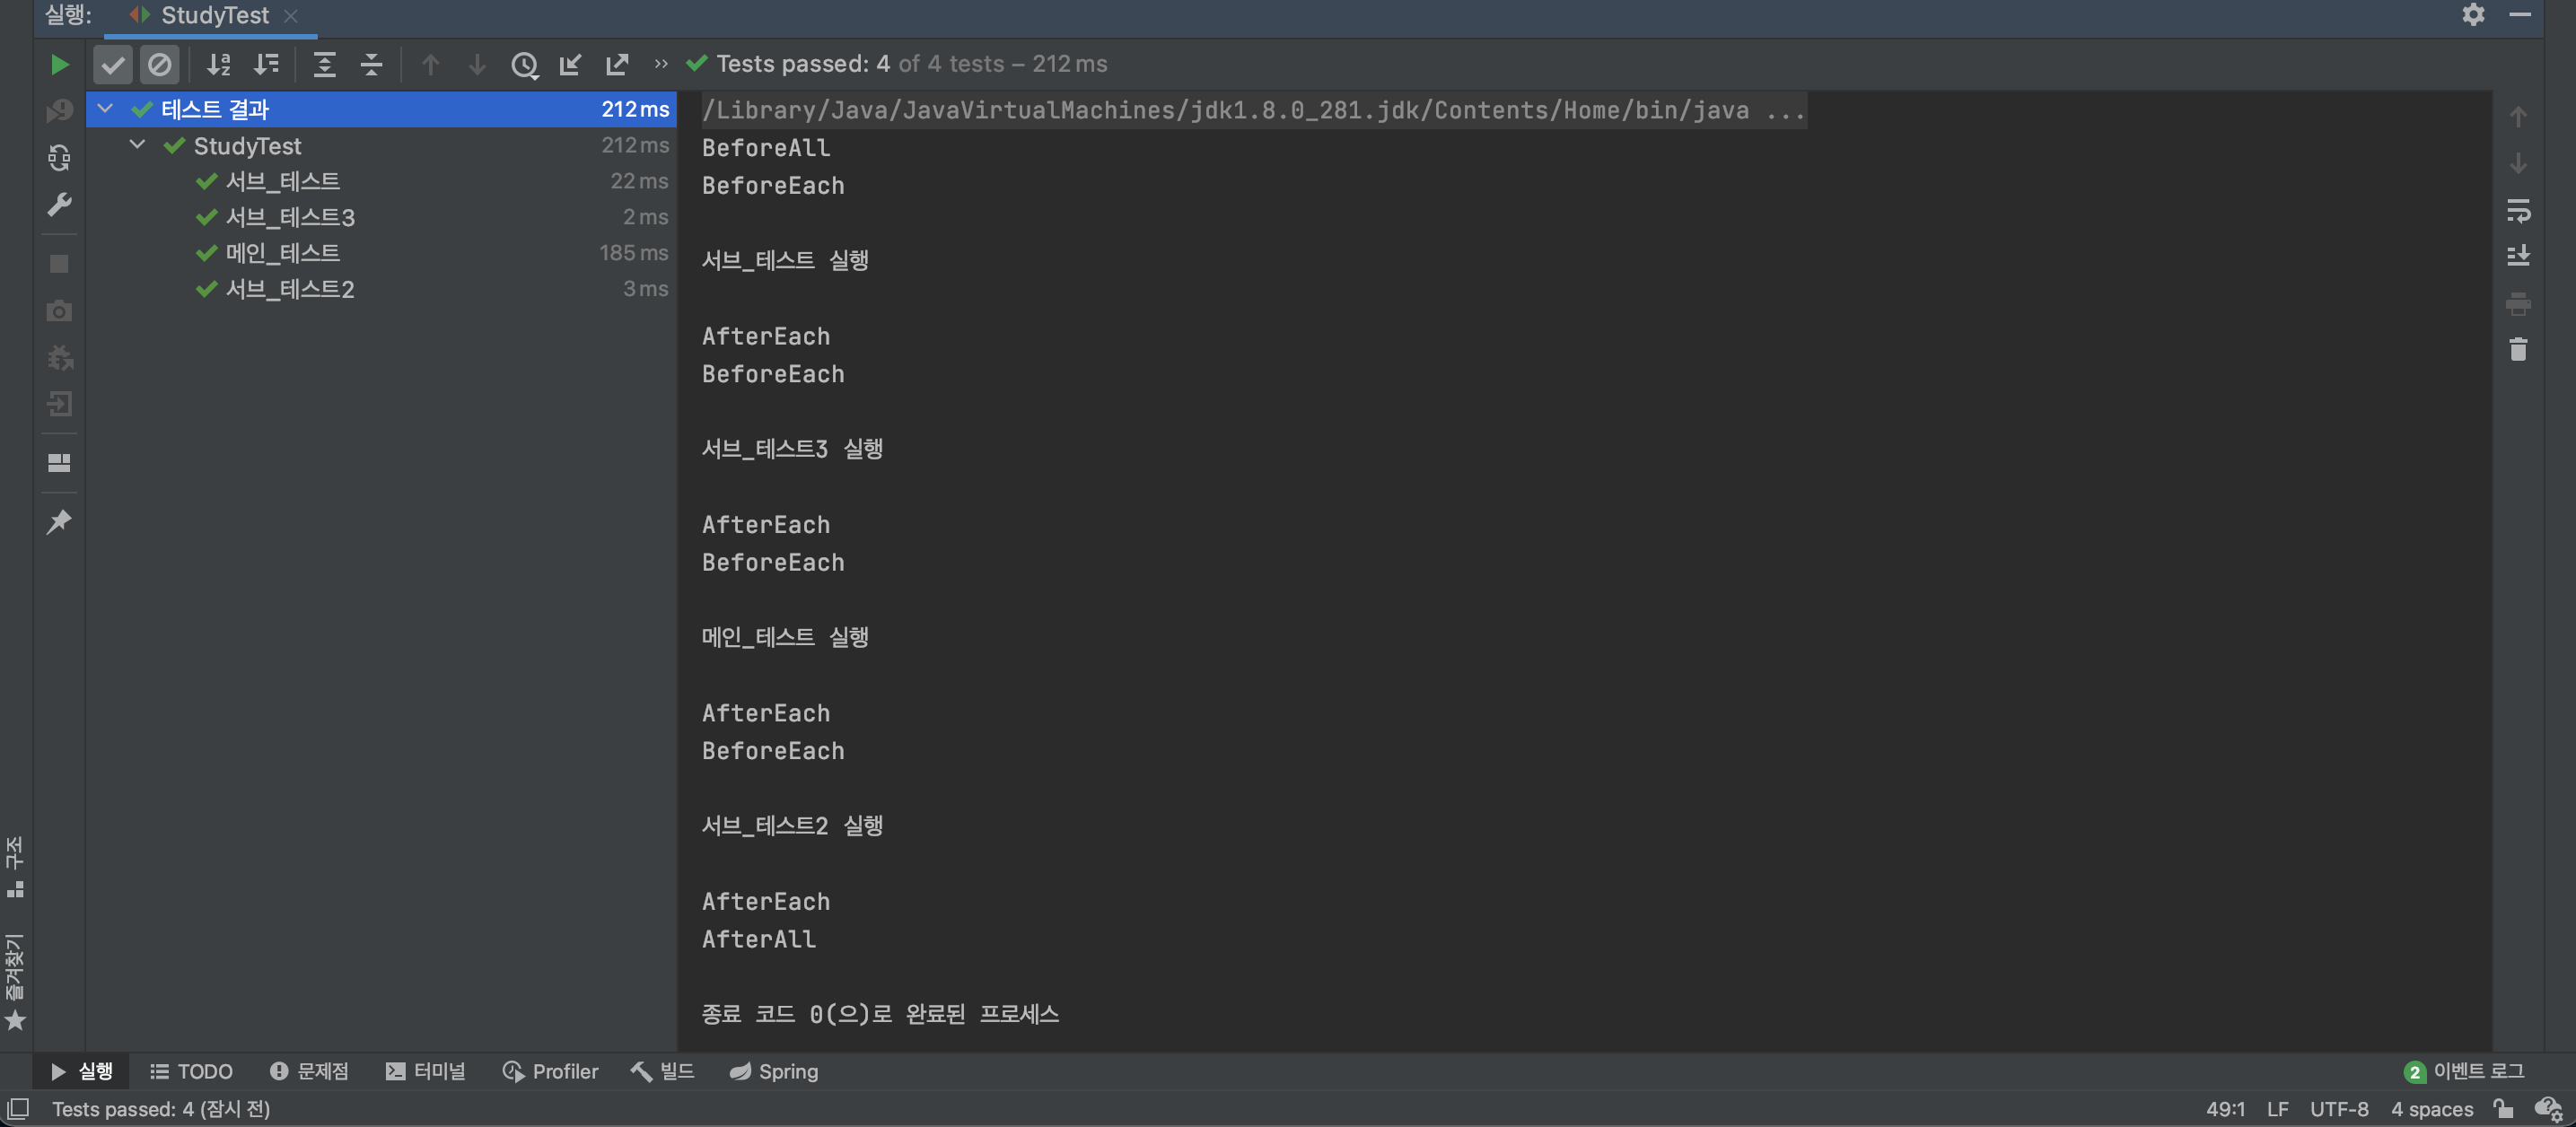 실행: StudyTest
Tests passed: 4 of 4 tests – 212 ms
테스트 결과 212 ms
StudyTest 212 ms
서브_테스트 22 ms
서브_테스트3 2 ms
메인_테스트 185 ms
서브_테스트2 3 ms
/Library/Java/JavaVirtualMachines/jdk1.8.0_281.jdk/Contents/Home/bin/java ...
BeforeAll
BeforeEach
서브_테스트 실행
AfterEach
BeforeEach
서브_테스트3 실행
AfterEach
BeforeEach
메인_테스트 실행
AfterEach
BeforeEach
서브_테스트2 실행
AfterEach
AfterAll
종료 코드 0(으)로 완료된 프로세스
구조
즐겨찾기
실행 TODO 문제점 터미널 Profiler 빌드 Spring 2 이벤트 로그
Tests passed: 4 (잠시 전) 49:1 LF UTF-8 4 spaces